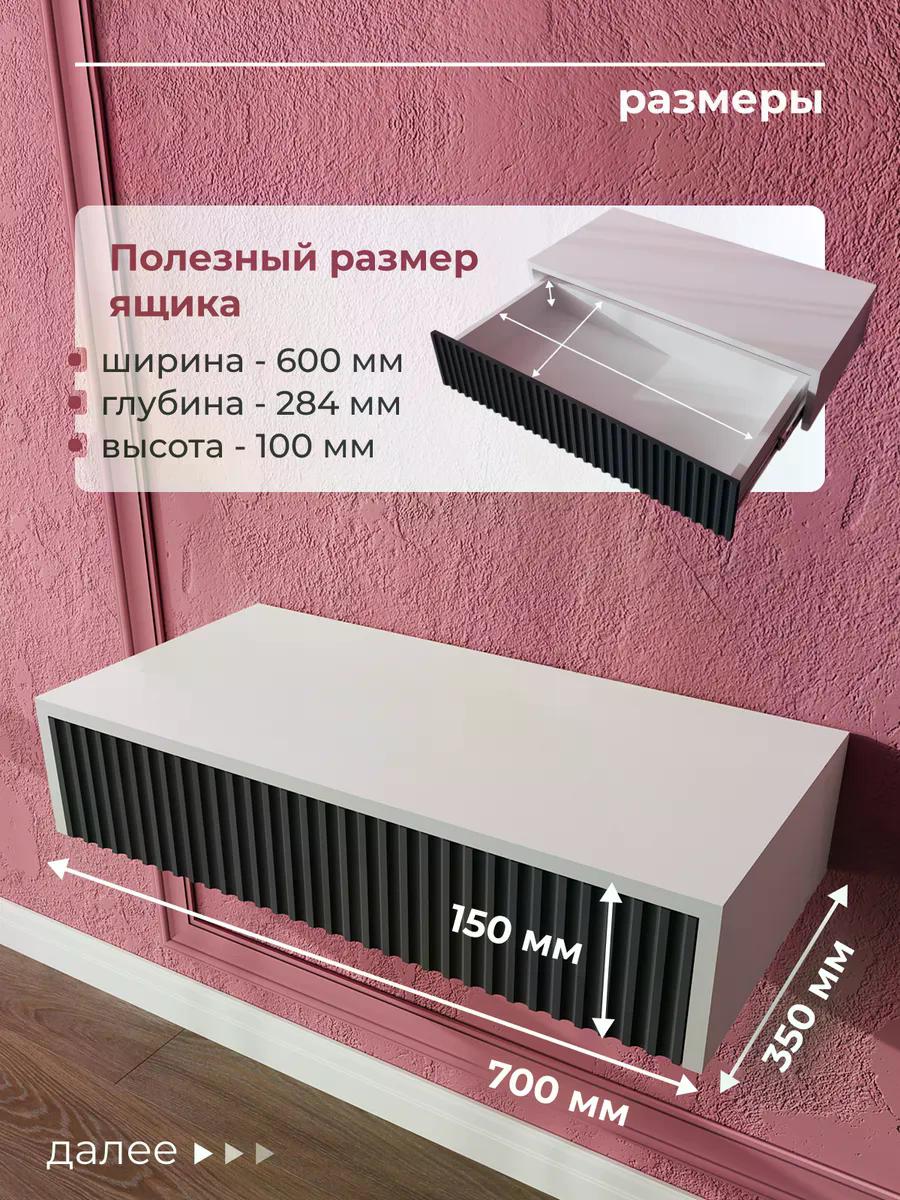 размеры
Полезный размер
ящика
ширина - 600 мм
глубина - 284 мм
высота - 100 мм
150 мм
350 мм
700 мм
далее